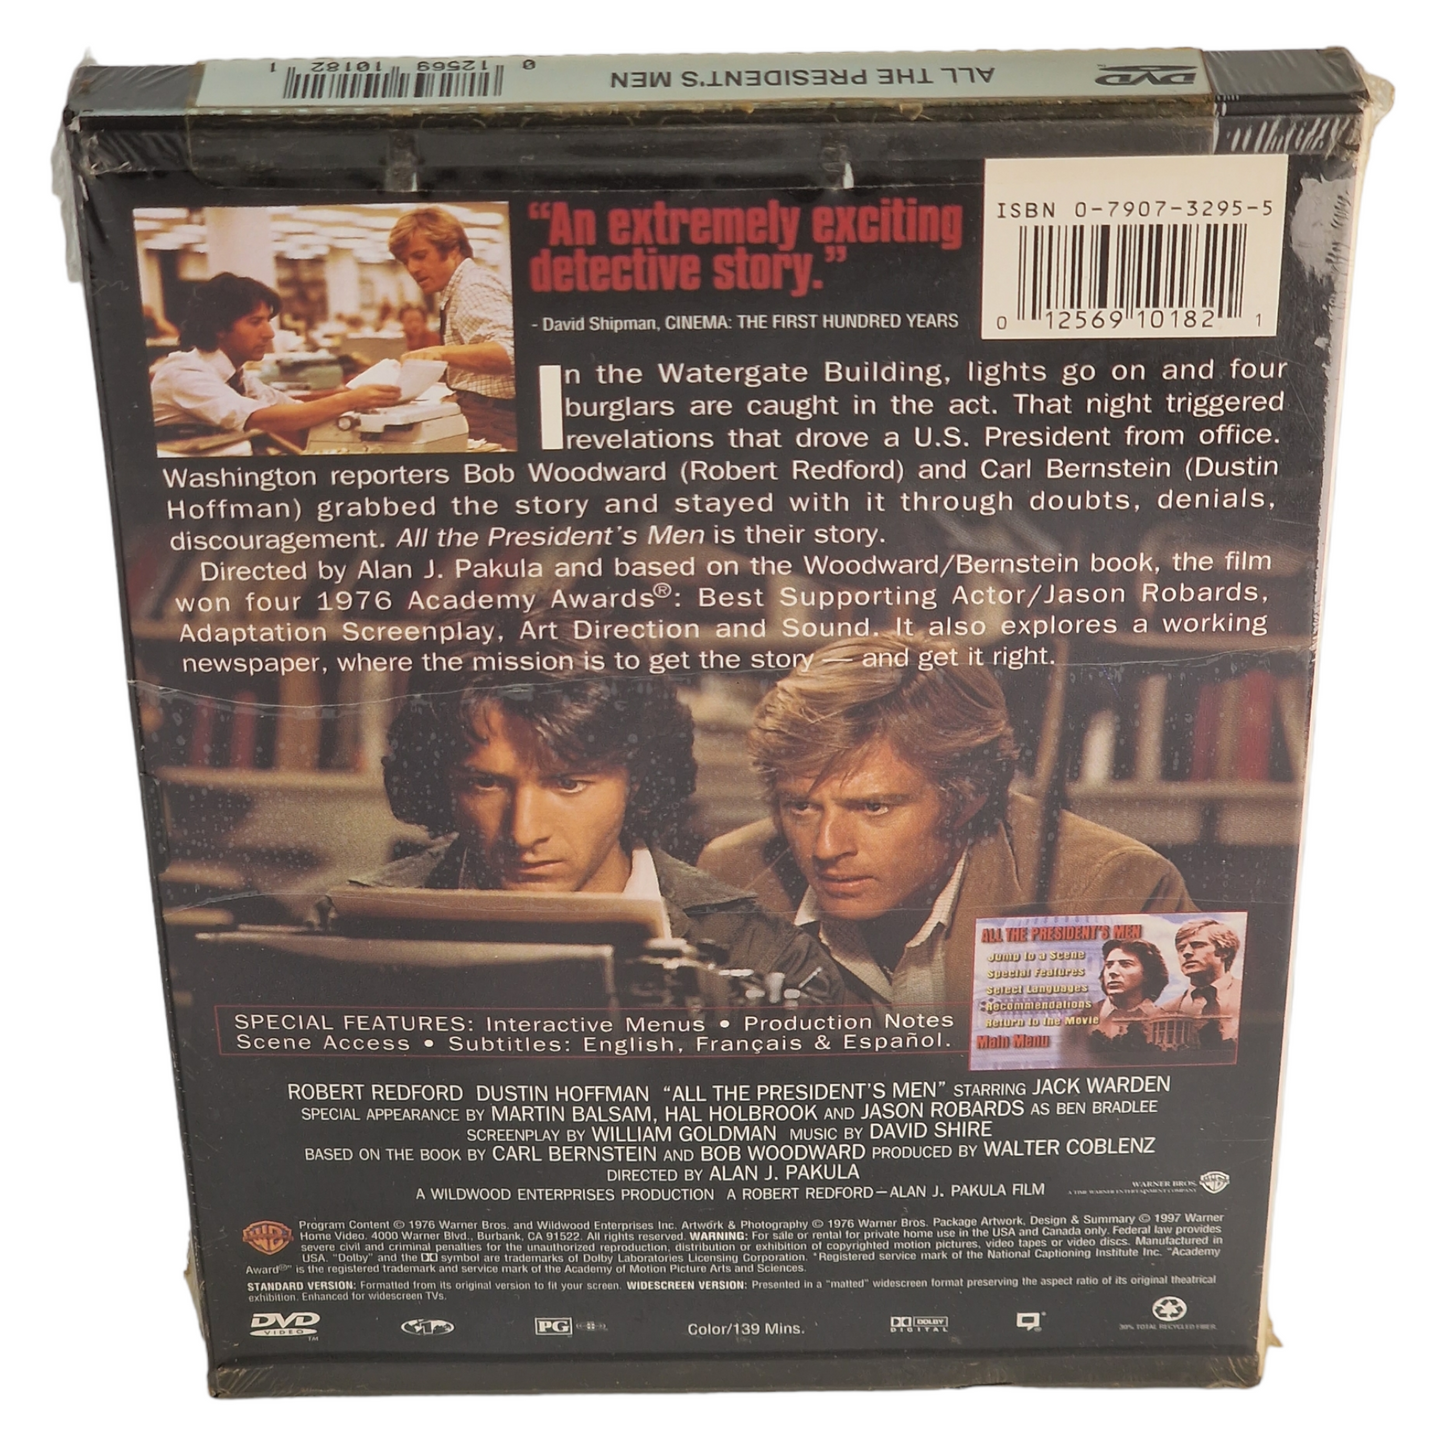 DVD
ALL THE PRESIDENT'S MEN
0 12569 10182 1
ISBN 0-7907-3295-5
0 12569 10182 1
“An extremely exciting
detective story.”
- David Shipman, CINEMA: THE FIRST HUNDRED YEARS
In the Watergate Building, lights go on and four
burglars are caught in the act. That night triggered
revelations that drove a U.S. President from office.
Washington reporters Bob Woodward (Robert Redford) and Carl Bernstein (Dustin
Hoffman) grabbed the story and stayed with it through doubts, denials,
discouragement. All the President's Men is their story.
Directed by Alan J. Pakula and based on the Woodward/Bernstein book, the film
won four 1976 Academy Awards®: Best Supporting Actor/Jason Robards,
Adaptation Screenplay, Art Direction and Sound. It also explores a working
newspaper, where the mission is to get the story — and get it right.
ALL THE PRESIDENT'S MEN
Jump to a Scene
Special Features
Select Languages
Recommendations
Return to the Movie
Main Menu
SPECIAL FEATURES: Interactive Menus • Production Notes
Scene Access • Subtitles: English, Français & Español.
ROBERT REDFORD DUSTIN HOFFMAN “ALL THE PRESIDENT'S MEN” STARRING JACK WARDEN
SPECIAL APPEARANCE BY MARTIN BALSAM, HAL HOLBROOK AND JASON ROBARDS AS BEN BRADLEE
SCREENPLAY BY WILLIAM GOLDMAN MUSIC BY DAVID SHIRE
BASED ON THE BOOK BY CARL BERNSTEIN AND BOB WOODWARD PRODUCED BY WALTER COBLENZ
DIRECTED BY ALAN J. PAKULA
A WILDWOOD ENTERPRISES PRODUCTION A ROBERT REDFORD–ALAN J. PAKULA FILM
WARNER BROS.
A TIME WARNER ENTERTAINMENT COMPANY
Program Content © 1976 Warner Bros. and Wildwood Enterprises Inc. Artwork & Photography © 1976 Warner Bros. Package Artwork, Design & Summary © 1997 Warner
Home Video. 4000 Warner Blvd., Burbank, CA 91522. All rights reserved. WARNING: For sale or rental for private home use in the USA and Canada only. Federal law provides
severe civil and criminal penalties for the unauthorized reproduction, distribution or exhibition of copyrighted motion pictures, video tapes or video discs. Manufactured in
USA. "Dolby" and the DD symbol are trademarks of Dolby Laboratories Licensing Corporation. *Registered service mark of the National Captioning Institute Inc. "Academy
Award®" is the registered trademark and service mark of the Academy of Motion Picture Arts and Sciences.
STANDARD VERSION: Formatted from its original version to fit your screen. WIDESCREEN VERSION: Presented in a "matted" widescreen format preserving the aspect ratio of its original theatrical
exhibition. Enhanced for widescreen TVs.
DVD VIDEO TM
1
PG
Color/139 Mins.
DOLBY DIGITAL
30% TOTAL RECYCLED FIBER